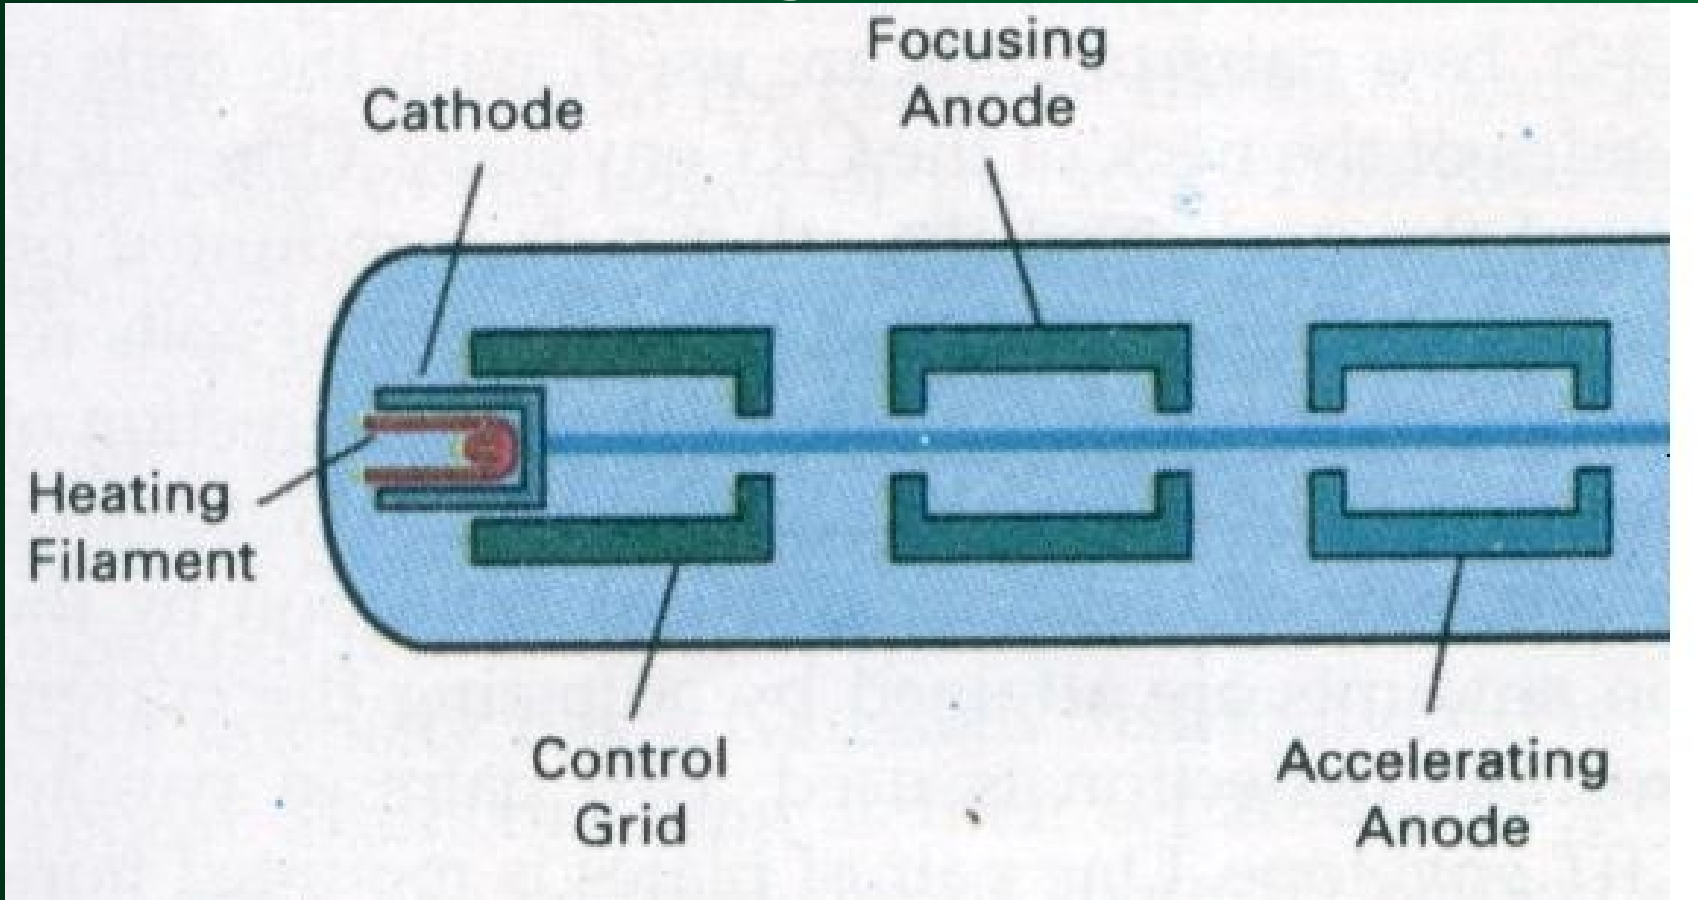 Focusing
Anode
Cathode
Heating
Filament
Control
Grid
Accelerating
Anode